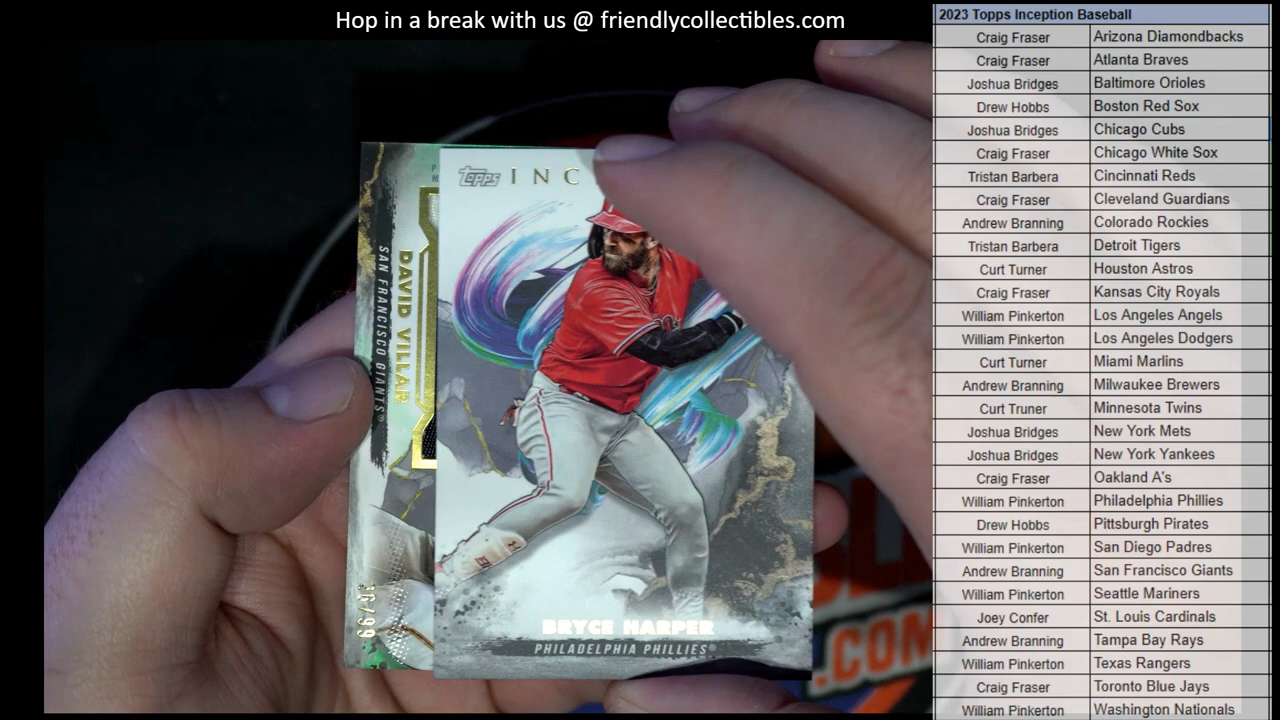 Hop in a break with us @ friendlycollectibles.com
Topps INC
DAVID VILLAR
SAN FRANCISCO GIANTS®
BRYCE HARPER
PHILADELPHIA PHILLIES®
.COM
2023 Topps Inception Baseball
Craig Fraser Arizona Diamondbacks
Craig Fraser Atlanta Braves
Joshua Bridges Baltimore Orioles
Drew Hobbs Boston Red Sox
Joshua Bridges Chicago Cubs
Craig Fraser Chicago White Sox
Tristan Barbera Cincinnati Reds
Craig Fraser Cleveland Guardians
Andrew Branning Colorado Rockies
Tristan Barbera Detroit Tigers
Curt Turner Houston Astros
Craig Fraser Kansas City Royals
William Pinkerton Los Angeles Angels
William Pinkerton Los Angeles Dodgers
Curt Turner Miami Marlins
Andrew Branning Milwaukee Brewers
Curt Truner Minnesota Twins
Joshua Bridges New York Mets
Joshua Bridges New York Yankees
Craig Fraser Oakland A's
William Pinkerton Philadelphia Phillies
Drew Hobbs Pittsburgh Pirates
William Pinkerton San Diego Padres
Andrew Branning San Francisco Giants
William Pinkerton Seattle Mariners
Joey Confer St. Louis Cardinals
Andrew Branning Tampa Bay Rays
William Pinkerton Texas Rangers
Craig Fraser Toronto Blue Jays
William Pinkerton Washington Nationals